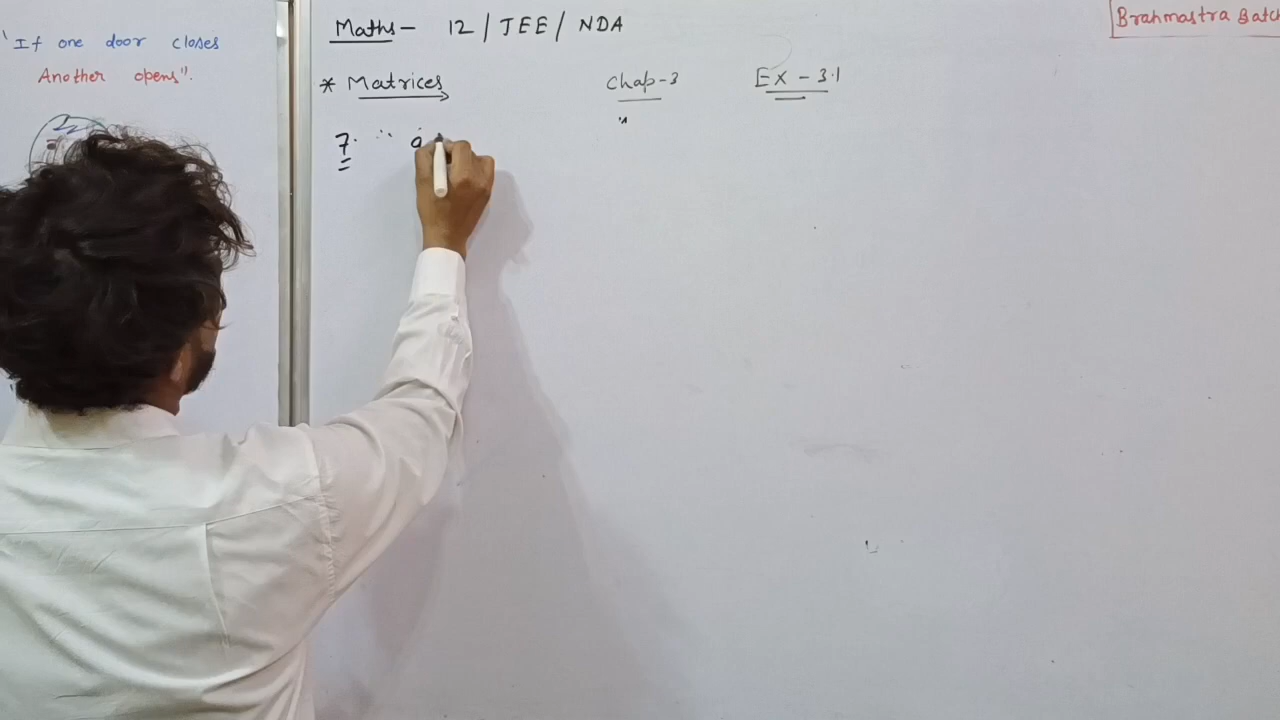 "If one door closes
Another opens".
Maths - 12 / JEE / NDA
Brahmastra Batch
* Matrices Chap-3 Ex - 3.1
7. ∵